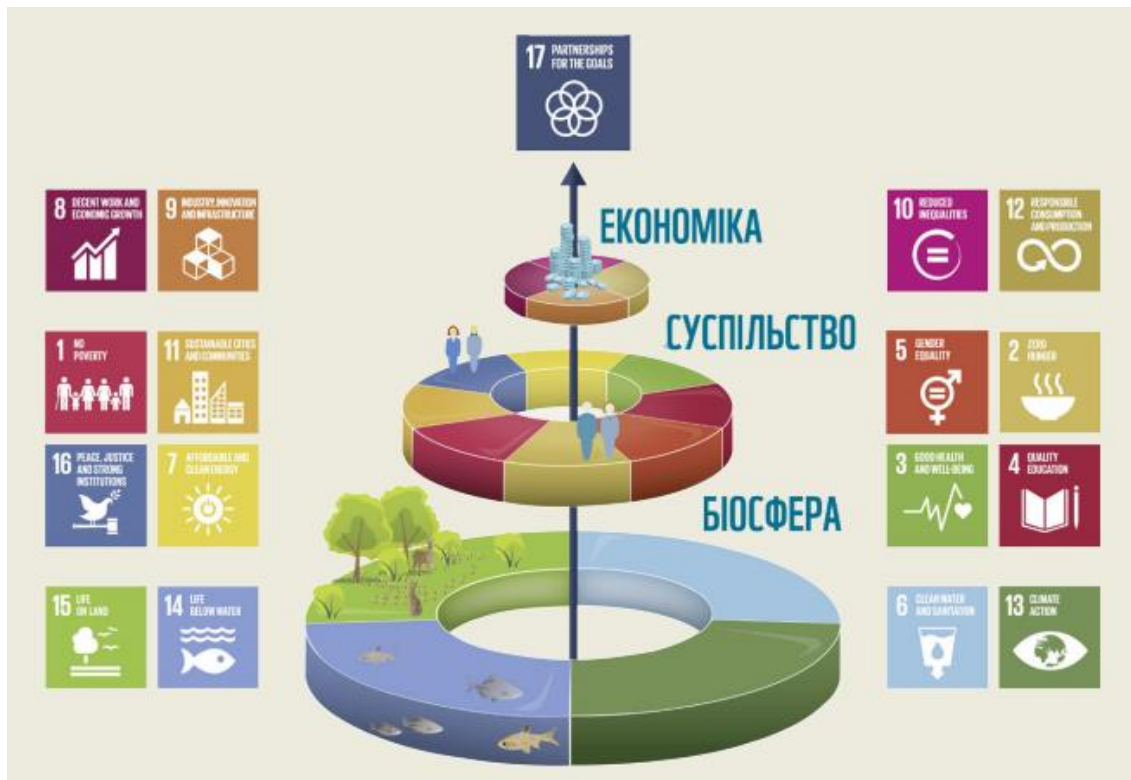 17 PARTNERSHIPS
FOR THE GOALS
8 DECENT WORK AND
ECONOMIC GROWTH
9 INDUSTRY, INNOVATION
AND INFRASTRUCTURE
ЕКОНОМІКА
10 REDUCED
INEQUALITIES
12 RESPONSIBLE
CONSUMPTION
AND PRODUCTION
СУСПІЛЬСТВО
1 NO
POVERTY
11 SUSTAINABLE CITIES
AND COMMUNITIES
5 GENDER
EQUALITY
2 ZERO
HUNGER
16 PEACE, JUSTICE
AND STRONG
INSTITUTIONS
7 AFFORDABLE AND
CLEAN ENERGY
3 GOOD HEALTH
AND WELL-BEING
4 QUALITY
EDUCATION
БІОСФЕРА
15 LIFE
ON LAND
14 LIFE
BELOW WATER
6 CLEAN WATER
AND SANITATION
13 CLIMATE
ACTION